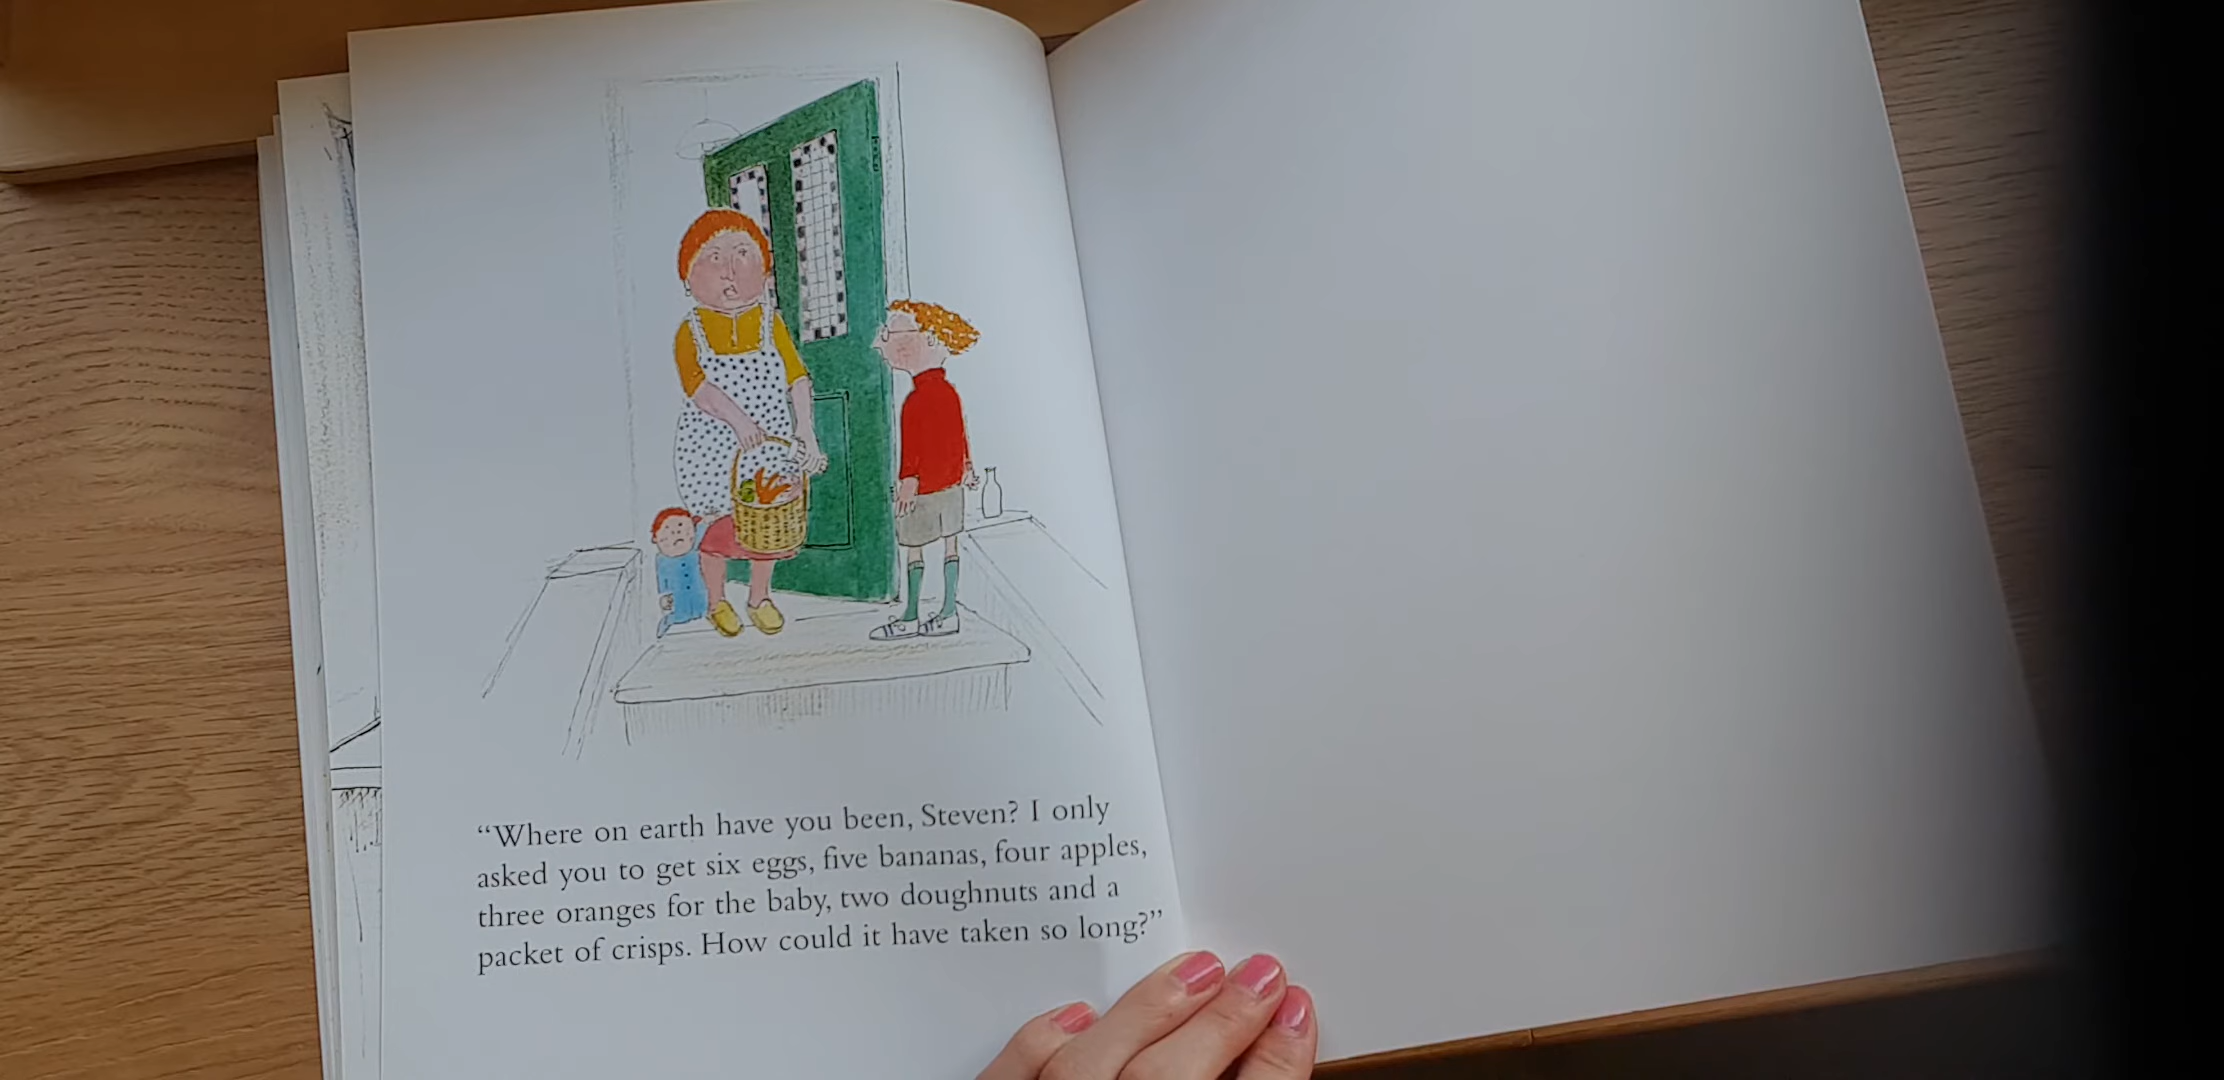 “Where on earth have you been, Steven? I only
asked you to get six eggs, five bananas, four apples,
three oranges for the baby, two doughnuts and a
packet of crisps. How could it have taken so long?”